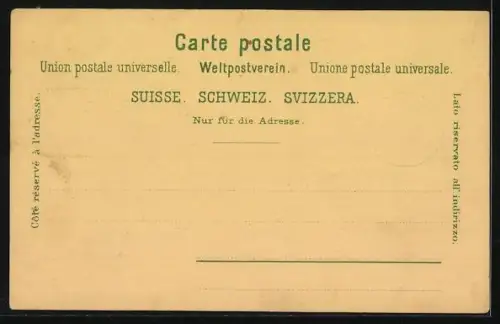 Carte postale
Union postale universelle. Weltpostverein. Unione postale universale.
SUISSE. SCHWEIZ. SVIZZERA.
Nur für die Adresse.
Côté réservé à l'adresse.
Lato riservato all'indirizzo.